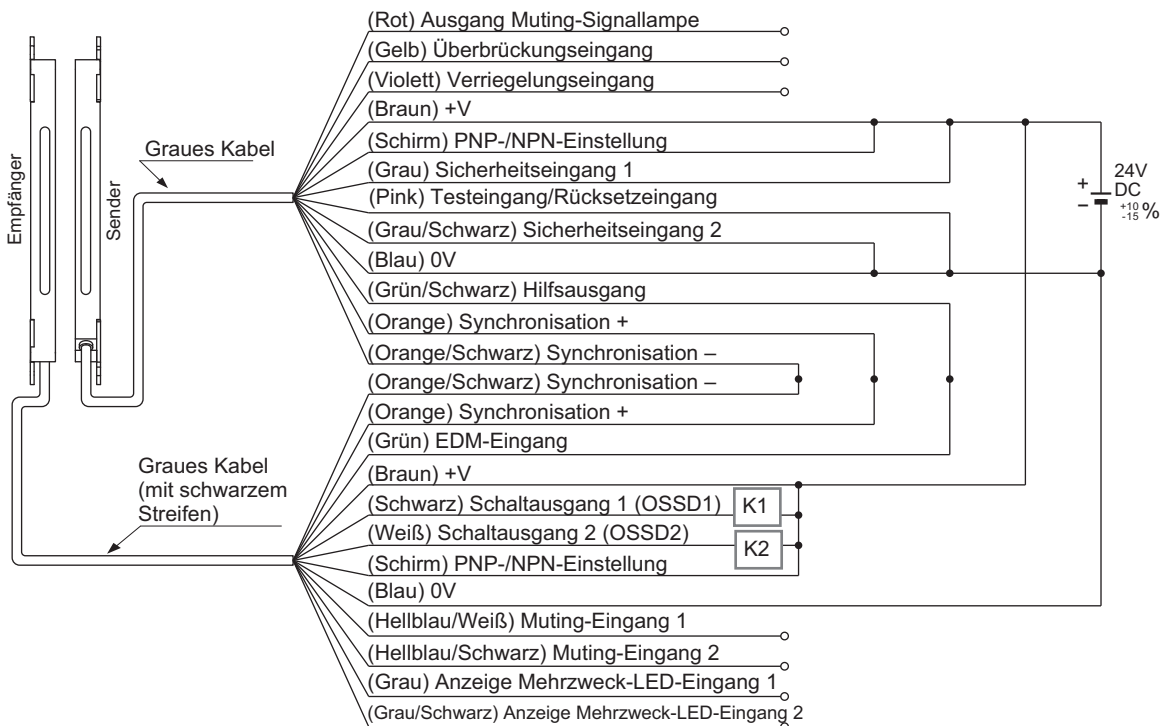 (Rot) Ausgang Muting-Signallampe
(Gelb) Überbrückungseingang
(Violett) Verriegelungseingang
(Braun) +V
(Schirm) PNP-/NPN-Einstellung
(Grau) Sicherheitseingang 1
(Pink) Testeingang/Rücksetzeingang
(Grau/Schwarz) Sicherheitseingang 2
(Blau) 0V
(Grün/Schwarz) Hilfsausgang
(Orange) Synchronisation +
(Orange/Schwarz) Synchronisation –
(Orange/Schwarz) Synchronisation –
(Orange) Synchronisation +
(Grün) EDM-Eingang
(Braun) +V
(Schwarz) Schaltausgang 1 (OSSD1)
(Weiß) Schaltausgang 2 (OSSD2)
(Schirm) PNP-/NPN-Einstellung
(Blau) 0V
(Hellblau/Weiß) Muting-Eingang 1
(Hellblau/Schwarz) Muting-Eingang 2
(Grau) Anzeige Mehrzweck-LED-Eingang 1
(Grau/Schwarz) Anzeige Mehrzweck-LED-Eingang 2
Empfänger
Sender
Graues Kabel
Graues Kabel
(mit schwarzem
Streifen)
K1
K2
+
–
24V
DC
+10
-15 %